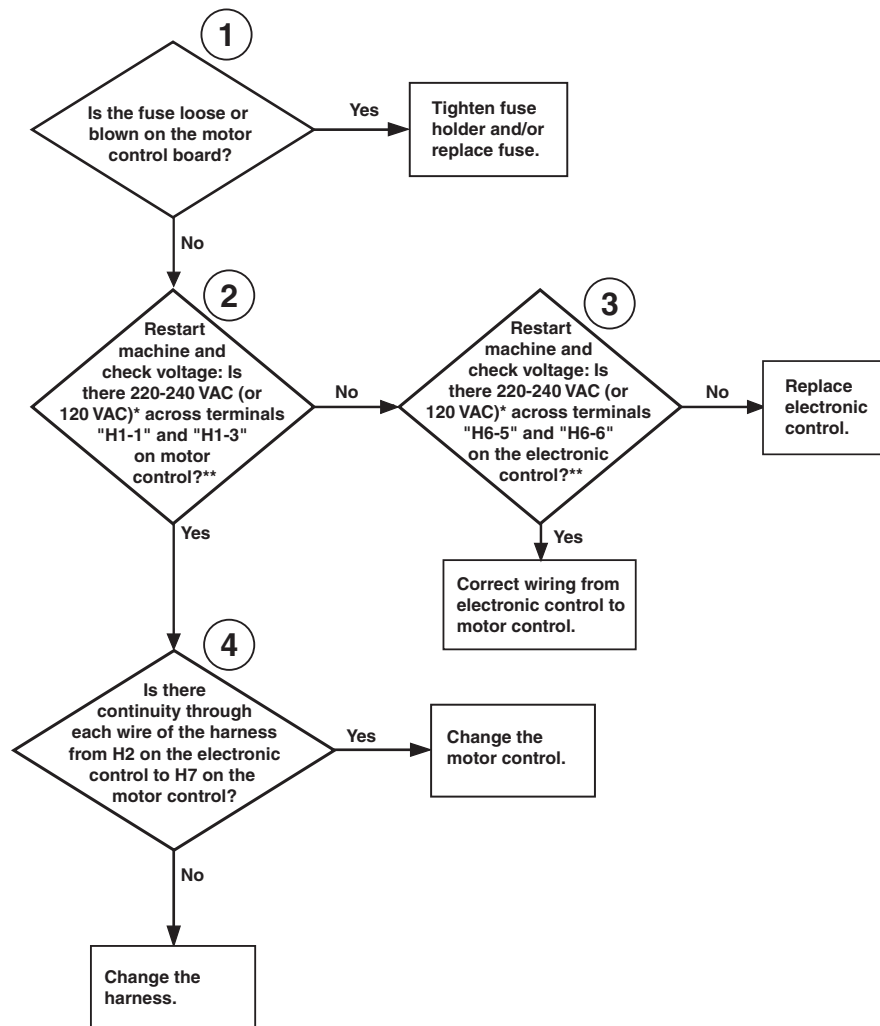 1
Is the fuse loose or
blown on the motor
control board?
Yes
Tighten fuse
holder and/or
replace fuse.
No
2
Restart
machine and
check voltage: Is
there 220-240 VAC (or
120 VAC)* across terminals
"H1-1" and "H1-3"
on motor
control?**
No
3
Restart
machine and
check voltage: Is
there 220-240 VAC (or
120 VAC)* across terminals
"H6-5" and "H6-6"
on the electronic
control?**
No
Replace
electronic
control.
Yes
Correct wiring from
electronic control to
motor control.
Yes
4
Is there
continuity through
each wire of the harness
from H2 on the electronic
control to H7 on the
motor control?
Yes
Change the
motor control.
No
Change the
harness.